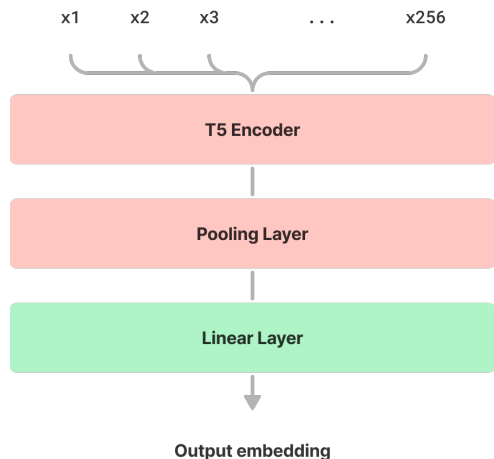 x1 x2 x3 ... x256
T5 Encoder
Pooling Layer
Linear Layer
Output embedding